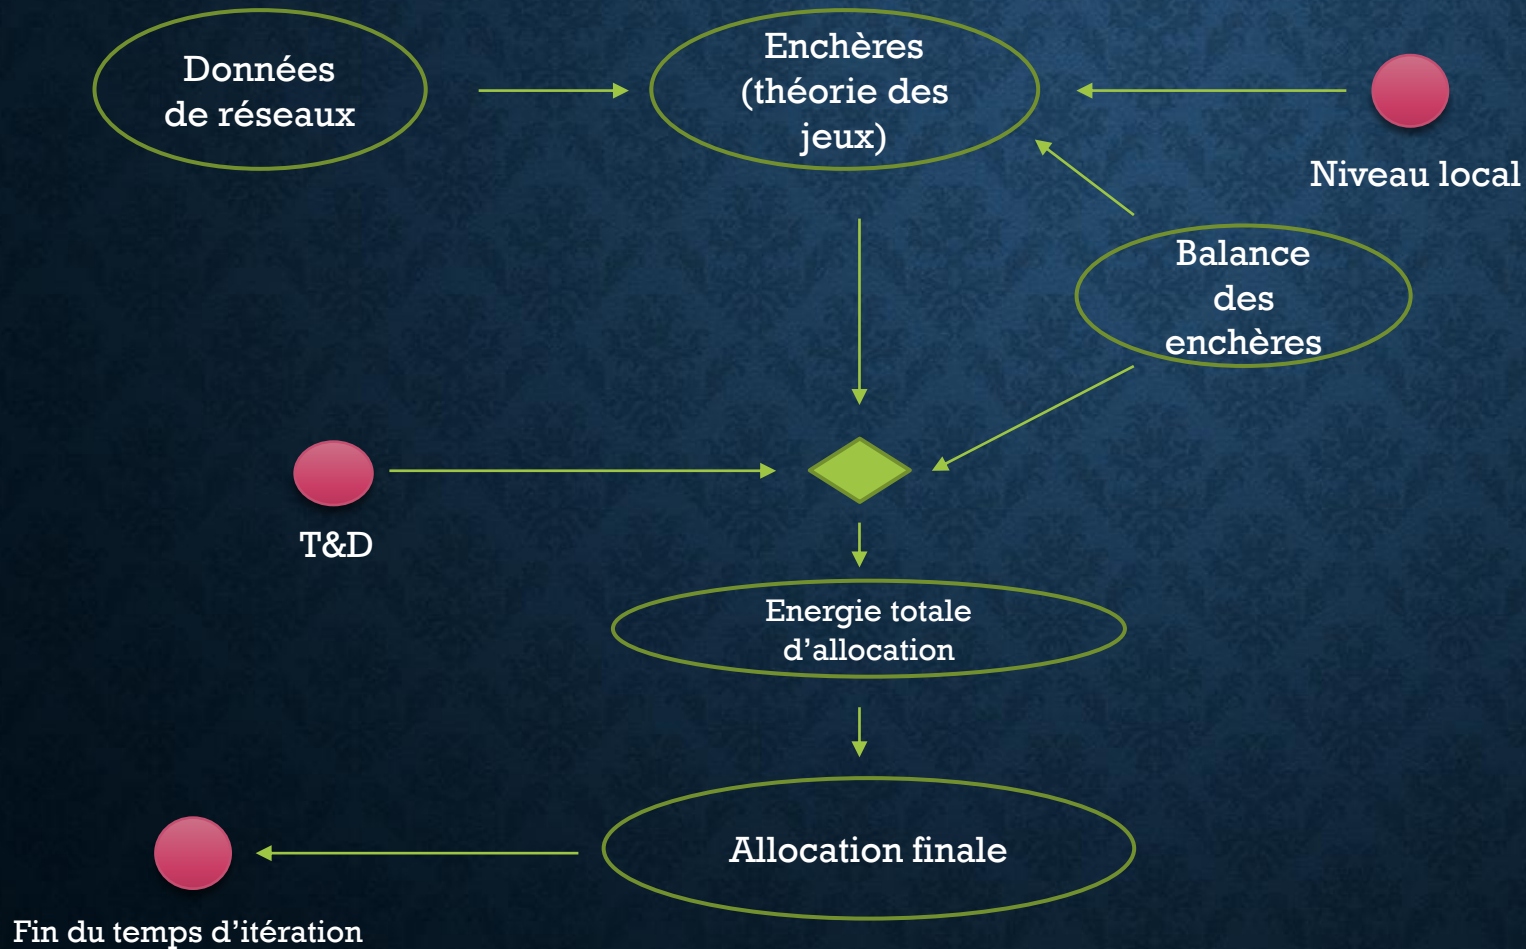 Données
de réseaux
Enchères
(théorie des
jeux)
Niveau local
Balance
des
enchères
T&D
Energie totale
d’allocation
Allocation finale
Fin du temps d’itération